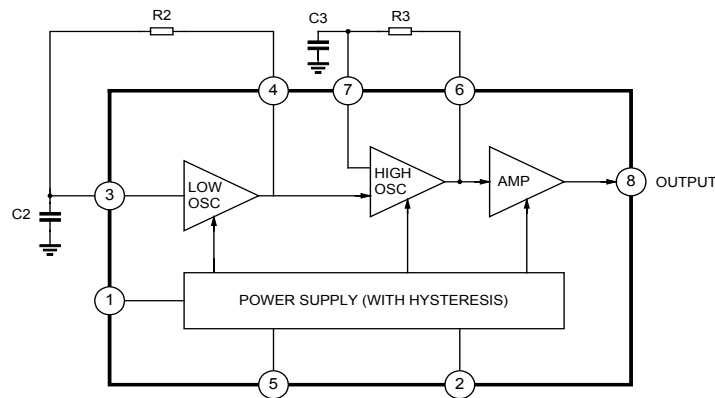 R2
C3
R3
4
7
6
3
LOW
OSC
HIGH
OSC
AMP
8
OUTPUT
C2
1
POWER SUPPLY (WITH HYSTERESIS)
5
2